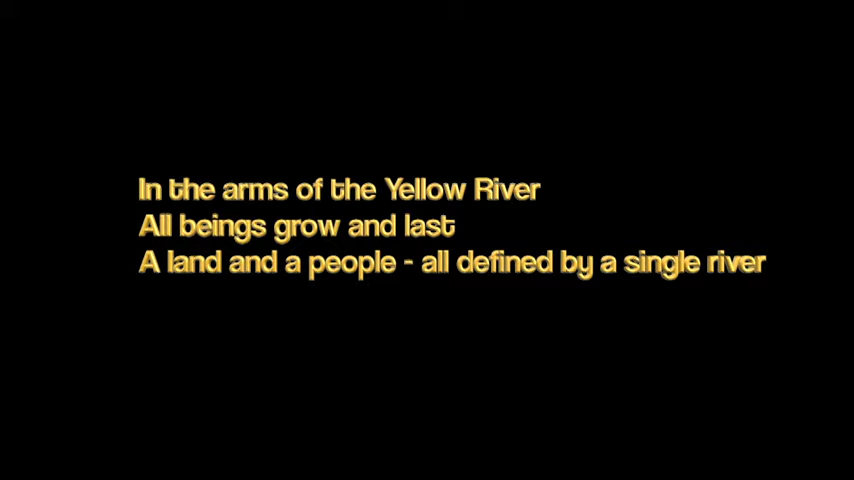 In the arms of the Yellow River
All beings grow and last
A land and a people - all defined by a single river